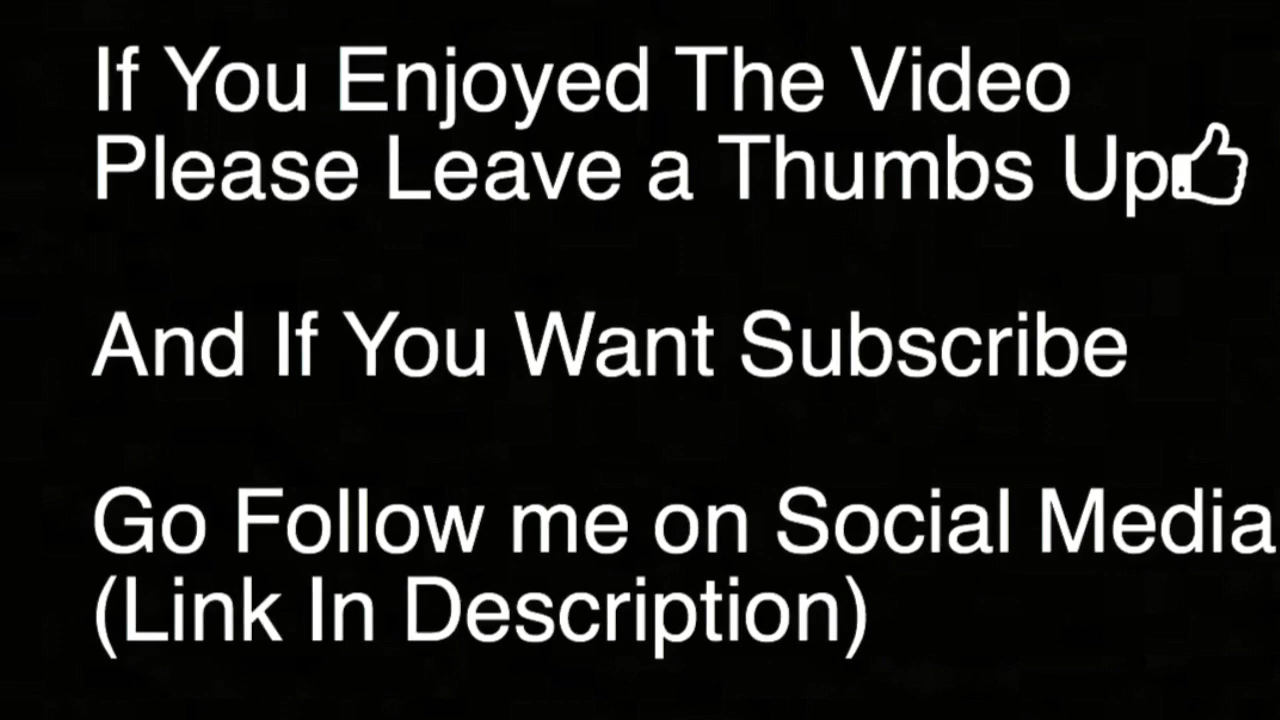 If You Enjoyed The Video
Please Leave a Thumbs Up👍
And If You Want Subscribe
Go Follow me on Social Media
(Link In Description)